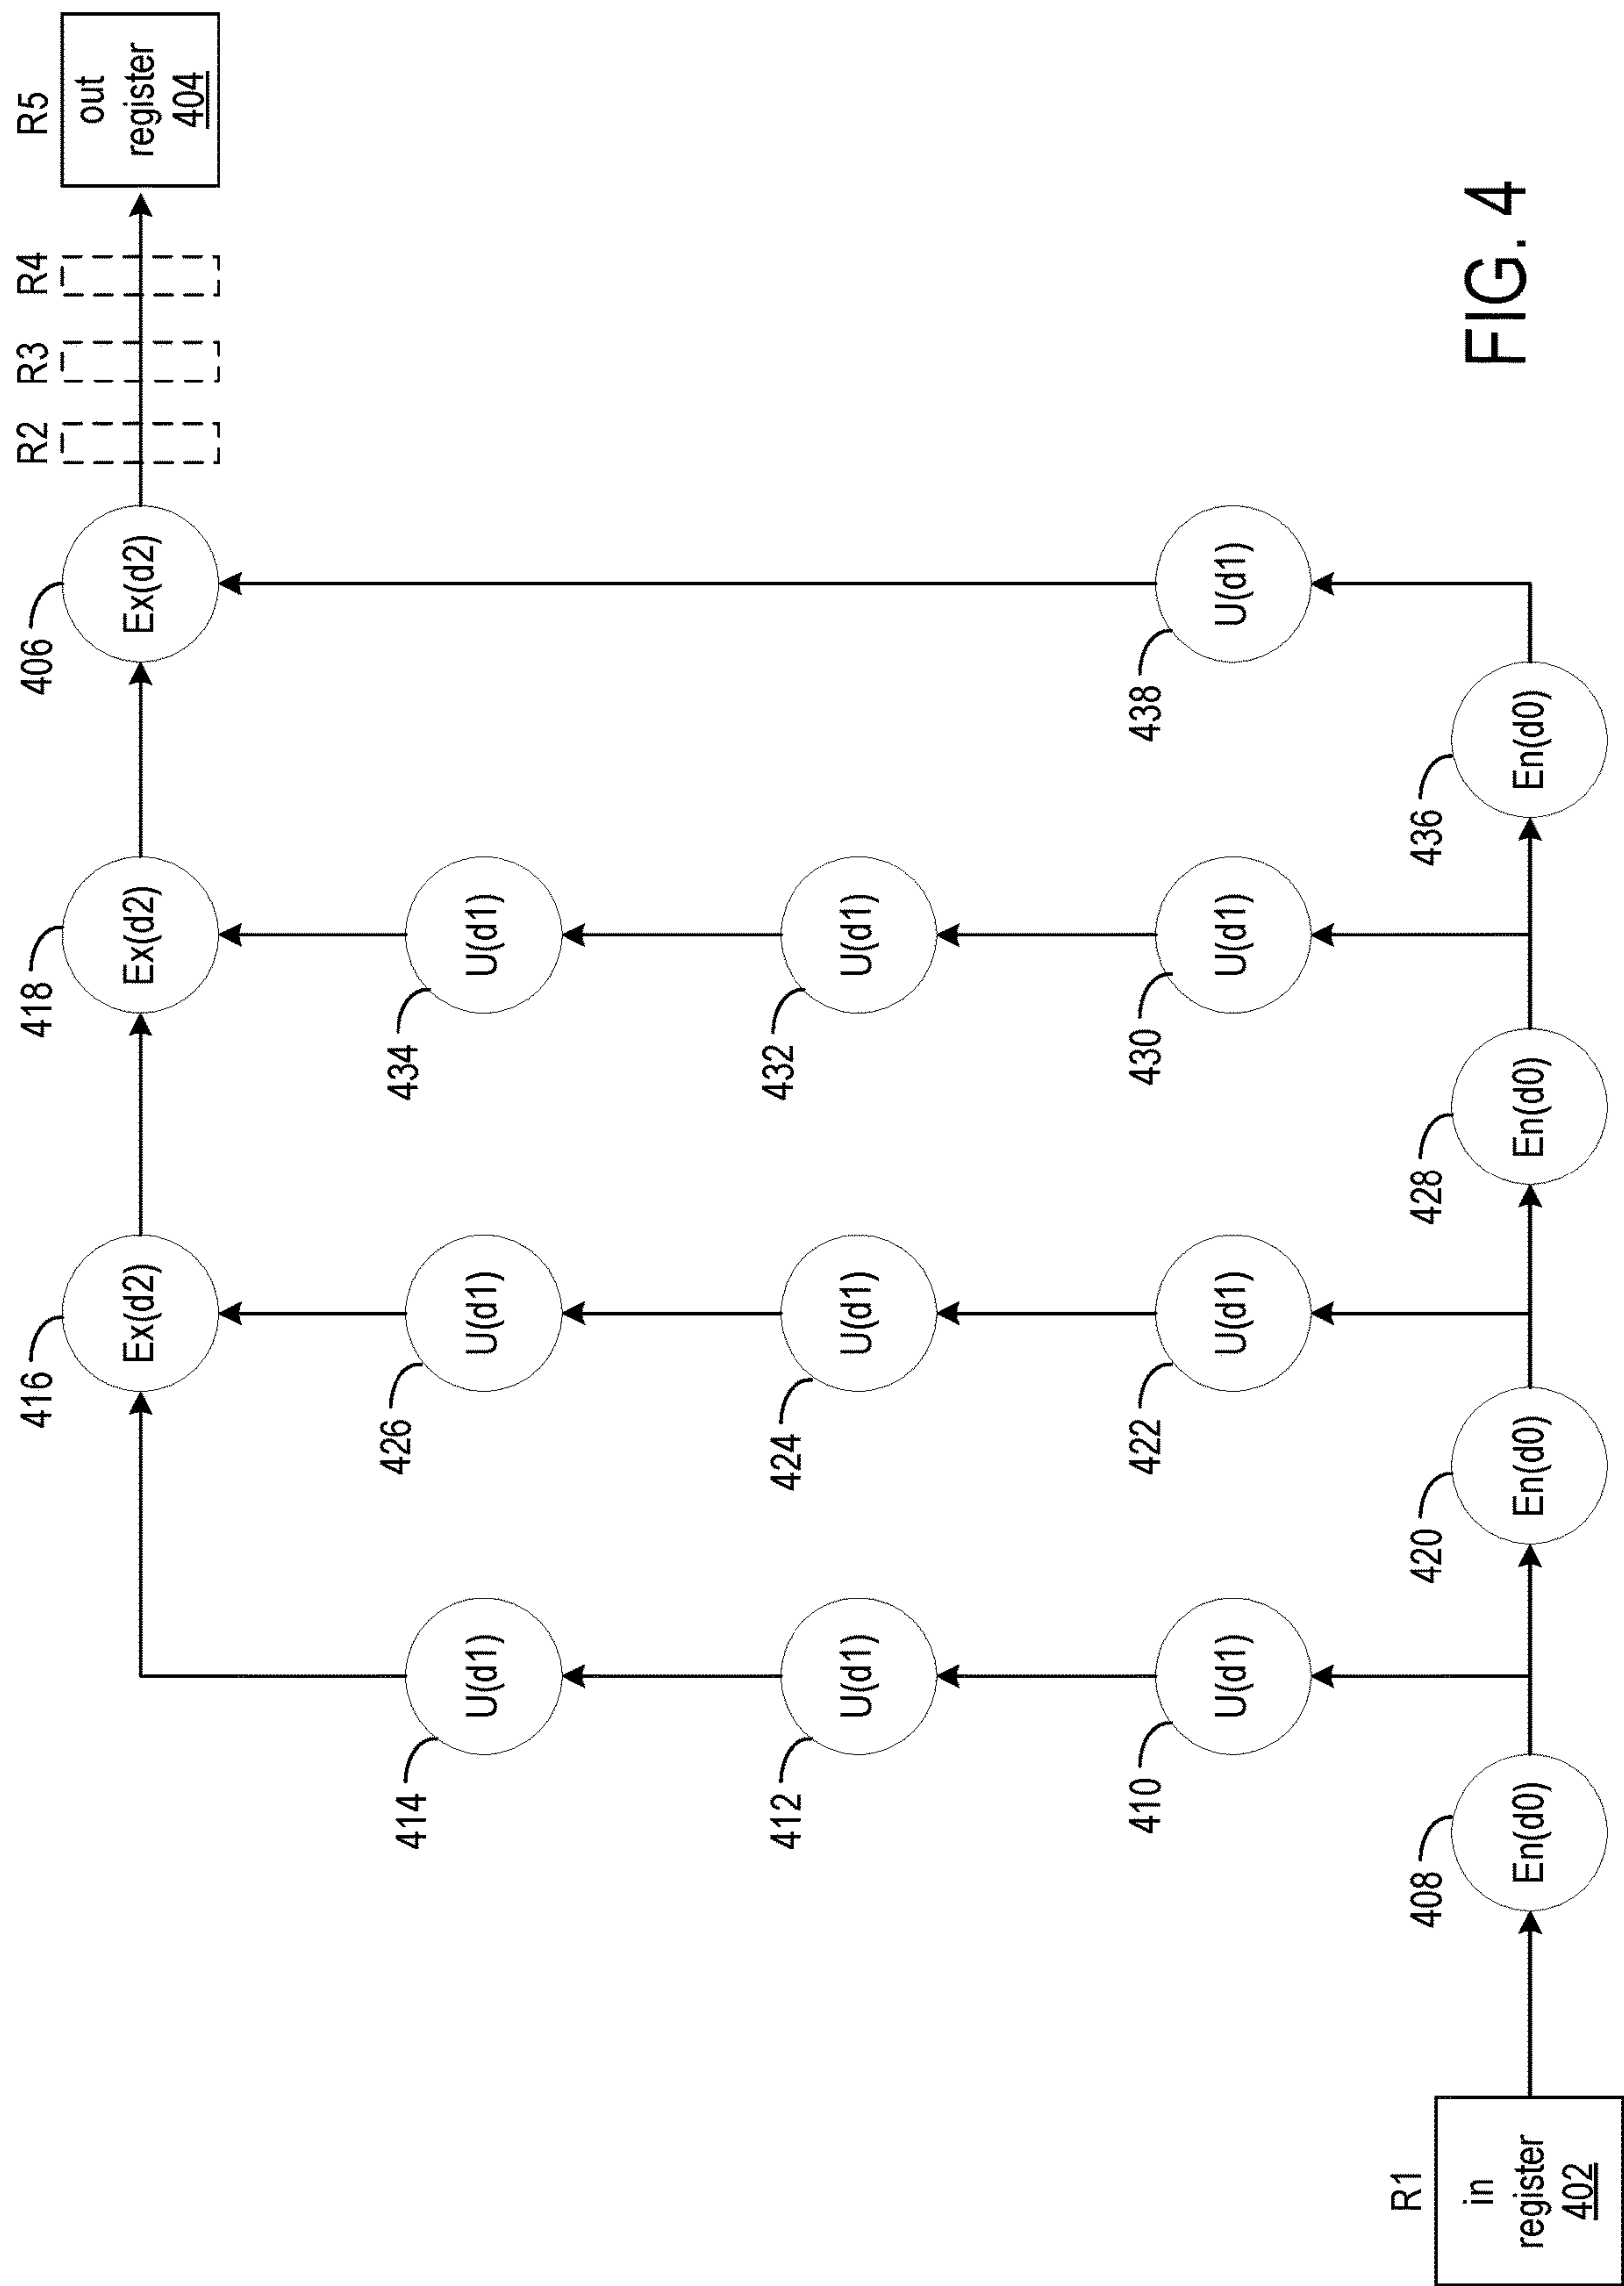 R5
out
register
404
R4
R3
R2
406
Ex(d2)
418
Ex(d2)
416
Ex(d2)
438
U(d1)
434
U(d1)
432
U(d1)
430
U(d1)
426
U(d1)
424
U(d1)
422
U(d1)
414
U(d1)
412
U(d1)
410
U(d1)
436
En(d0)
428
En(d0)
420
En(d0)
408
En(d0)
R1
in
register
402
FIG. 4